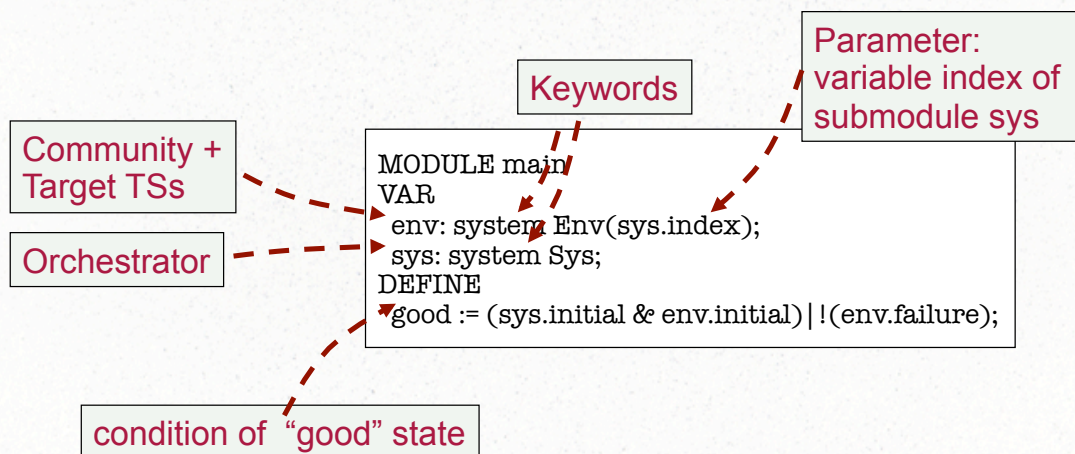 Parameter:
variable index of
submodule sys
Keywords
Community +
Target TSs
Orchestrator
MODULE main
VAR
env: system Env(sys.index);
sys: system Sys;
DEFINE
good := (sys.initial & env.initial)|!(env.failure);
condition of “good” state